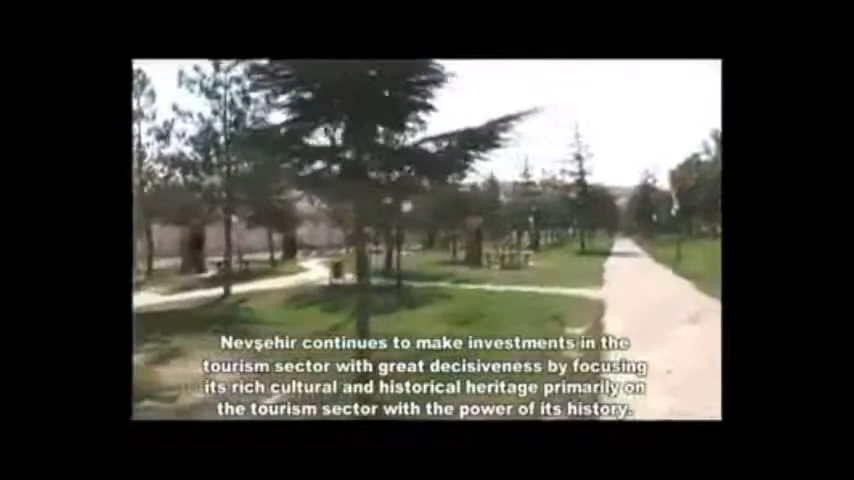 Nevşehir continues to make investments in the
tourism sector with great decisiveness by focusing
its rich cultural and historical heritage primarily on
the tourism sector with the power of its history.